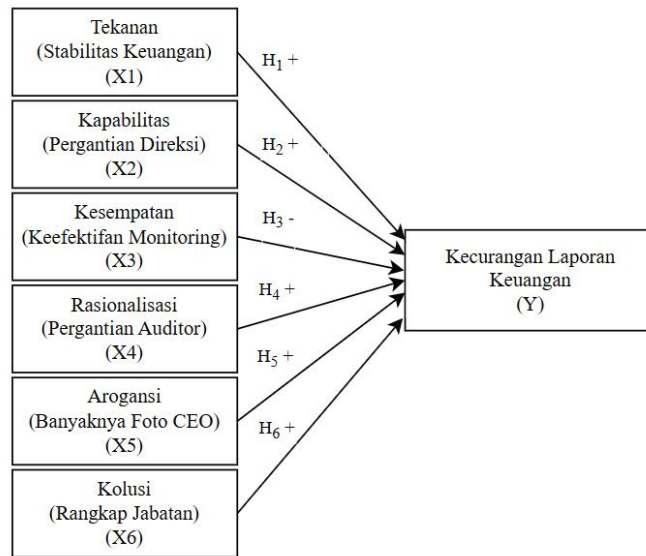 Tekanan
(Stabilitas Keuangan)
(X1)
H1 +
Kapabilitas
(Pergantian Direksi)
(X2)
H2 +
Kesempatan
(Keefektifan Monitoring)
(X3)
H3 -
Rasionalisasi
(Pergantian Auditor)
(X4)
H4 +
Arogansi
(Banyaknya Foto CEO)
(X5)
H5 +
Kolusi
(Rangkap Jabatan)
(X6)
H6 +
Kecurangan Laporan
Keuangan
(Y)